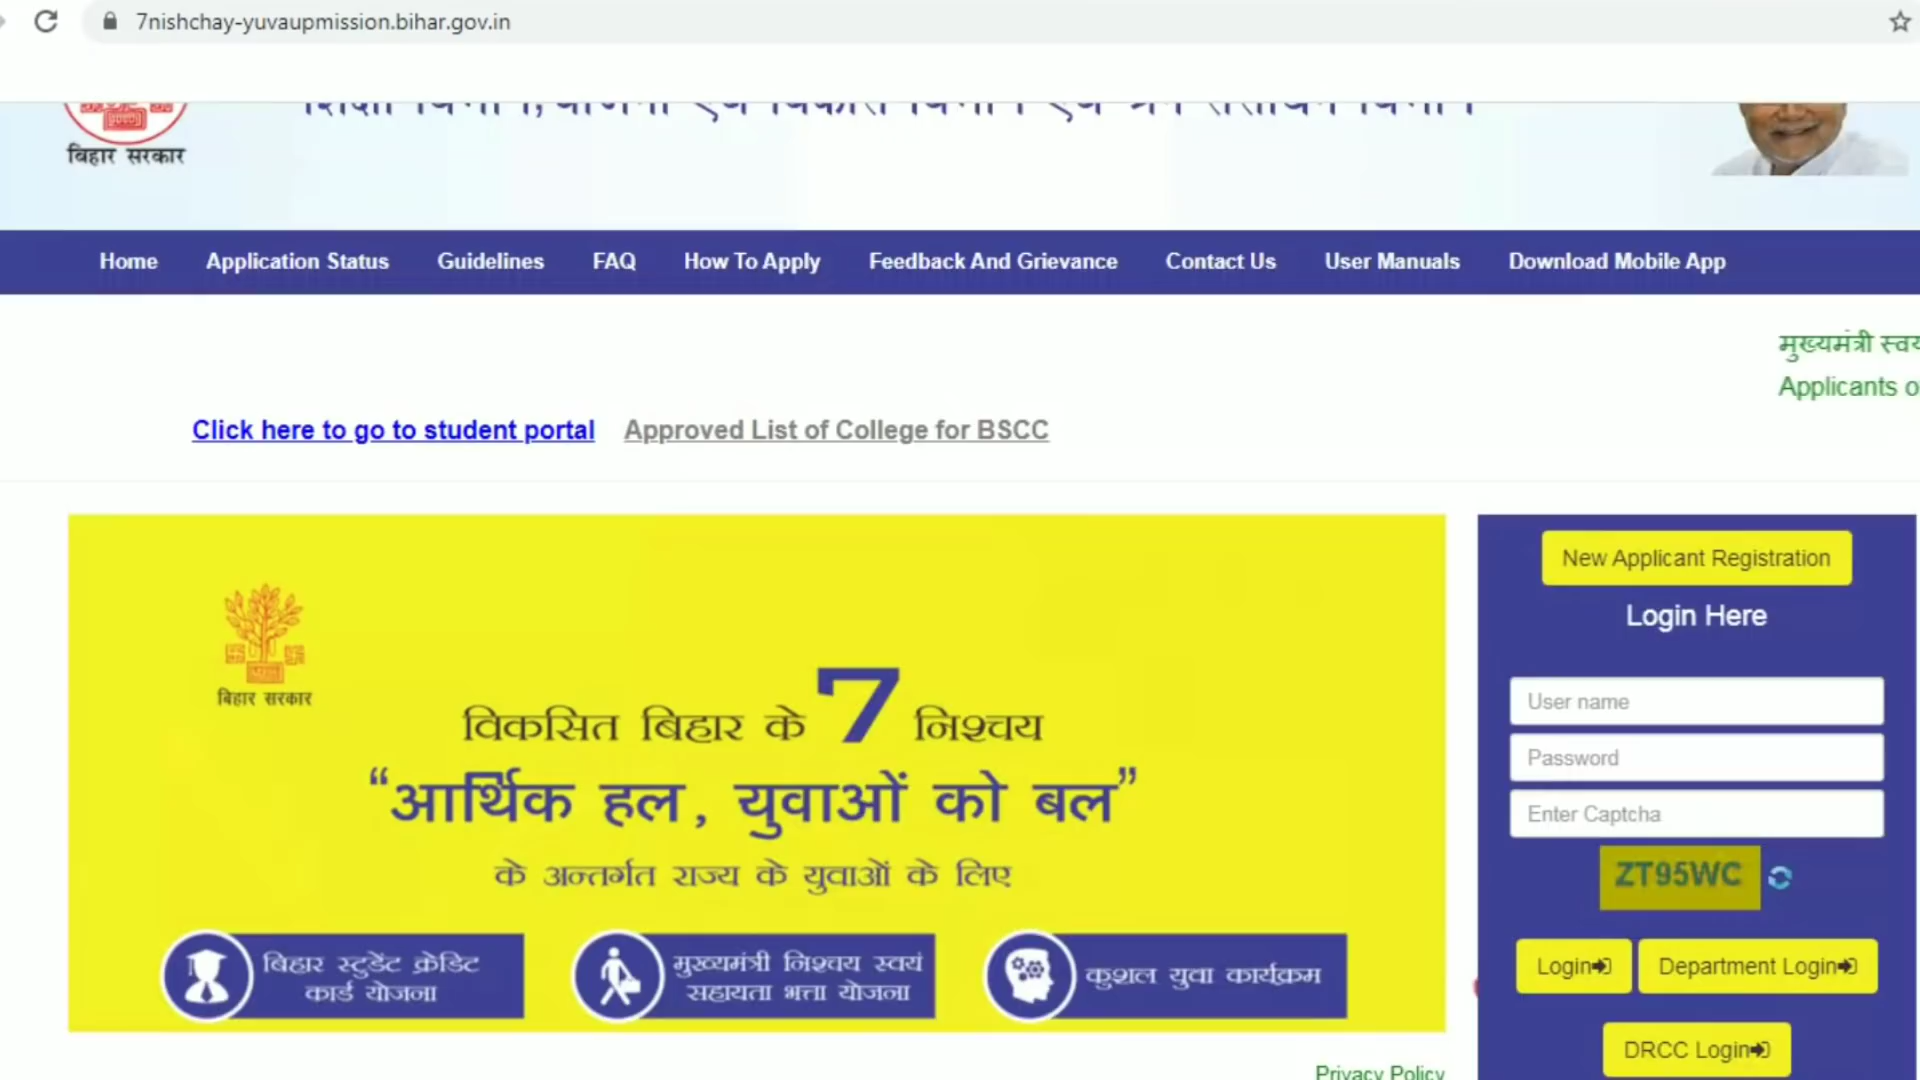 7nishchay-yuvaupmission.bihar.gov.in
बिहार सरकार
Home Application Status Guidelines FAQ How To Apply Feedback And Grievance Contact Us User Manuals Download Mobile App
मुख्यमंत्री
Applicants
Click here to go to student portal Approved List of College for BSCC
New Applicant Registration
Login Here
User name
Password
Enter Captcha
ZT95WC
Login Department Login
DRCC Login
बिहार सरकार
विकसित बिहार के 7 निश्चय
“आर्थिक हल, युवाओं को बल”
के अन्तर्गत राज्य के युवाओं के लिए
बिहार स्टुडेंट क्रेडिट
कार्ड योजना
मुख्यमंत्री निश्चय स्वयं
सहायता भत्ता योजना
कुशल युवा कार्यक्रम
Privacy Policy